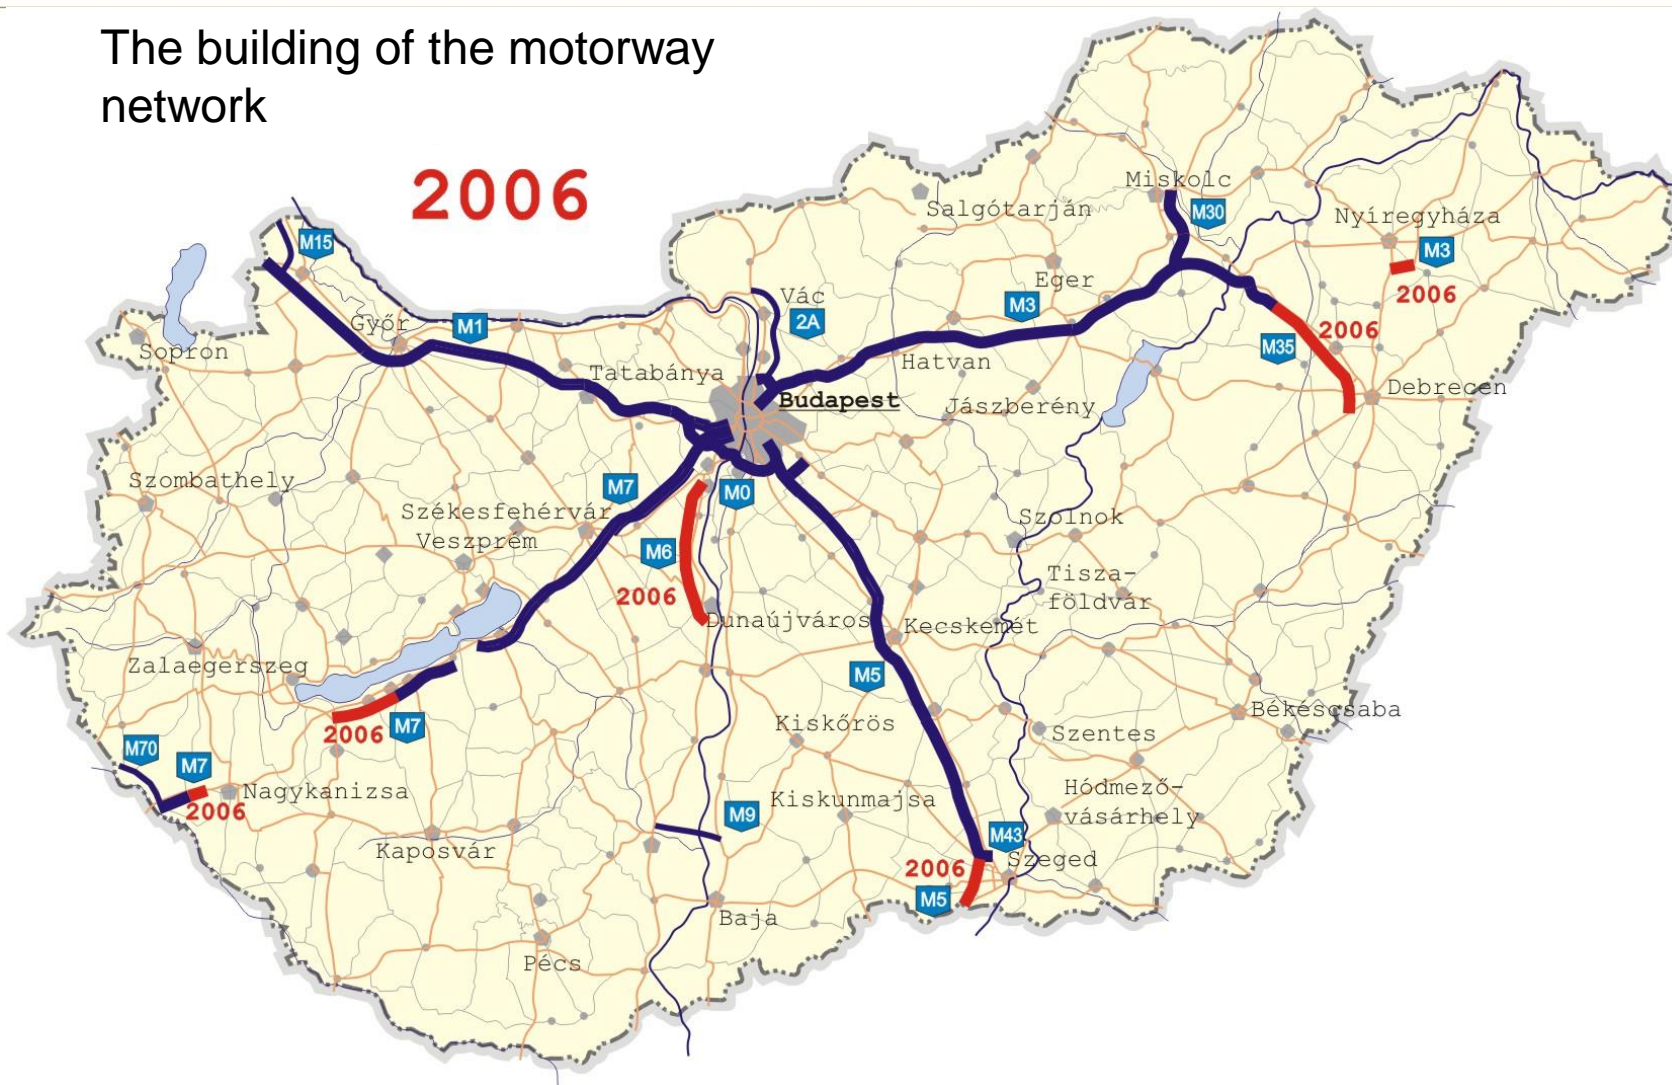 The building of the motorway
network
2006
Miskolc
M30
Salgótarján
Nyíregyháza
M3
2006
M15
Eger
M3
Vác
2A
Győr
M1
2006
M35
Sopron
Hatvan
Tatabánya
Debrecen
Budapest
Jászberény
Szombathely
M7
M0
Székesfehérvár
Szolnok
Veszprém
M6
Tisza-
földvár
2006
Dunaújváros
Kecskemét
Zalaegerszeg
M5
2006
M7
Kiskőrös
Békéscsaba
Szentes
M70
M7
Nagykanizsa
2006
Kiskunmajsa
Hódmező-
vásárhely
M9
Kaposvár
M43
Szeged
2006
M5
Baja
Pécs